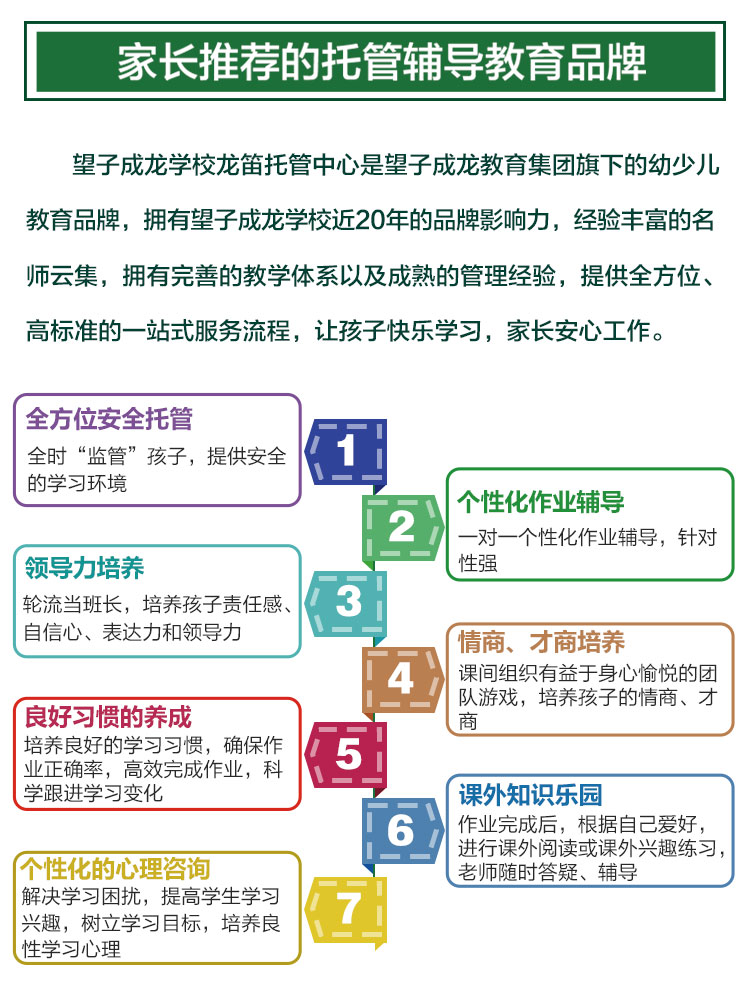 家长推荐的托管辅导教育品牌
望子成龙学校龙笛托管中心是望子成龙教育集团旗下的幼少儿
教育品牌，拥有望子成龙学校近20年的品牌影响力，经验丰富的名
师云集，拥有完善的教学体系以及成熟的管理经验，提供全方位、
高标准的一站式服务流程，让孩子快乐学习，家长安心工作。
全方位安全托管
全时“监管”孩子，提供安全
的学习环境
1
个性化作业辅导
一对一个性化作业辅导，针对
性强
2
领导力培养
轮流当班长，培养孩子责任感、
自信心、表达力和领导力
3
情商、才商培养
课间组织有益于身心愉悦的团
队游戏，培养孩子的情商、才
商
4
良好习惯的养成
培养良好的学习习惯，确保作
业正确率，高效完成作业，科
学跟进学习变化
5
课外知识乐园
作业完成后，根据自己爱好，
进行课外阅读或课外兴趣练习，
老师随时答疑、辅导
6
个性化的心理咨询
解决学习困扰，提高学生学习
兴趣，树立学习目标，培养良
性学习心理
7